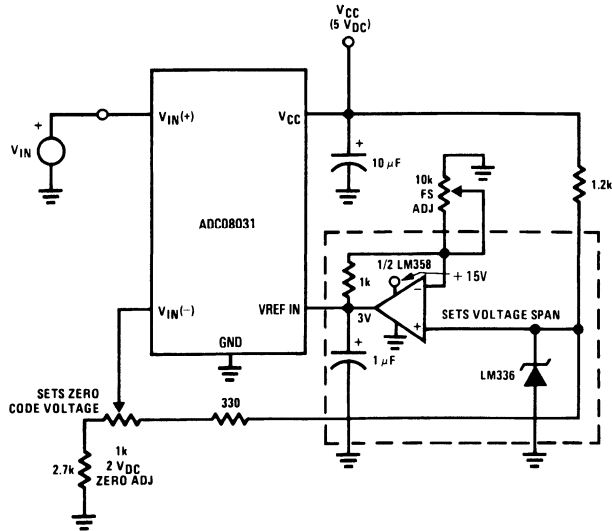 VCC
(5 VDC)
+
VIN
VIN(+)
VCC
ADC08031
VIN(−)
VREF IN
GND
+
10 μF
10k
FS
ADJ
1.2k
1/2 LM358
+ 15V
1k
−
+
3V
SETS VOLTAGE SPAN
+
1 μF
LM336
SETS ZERO
CODE VOLTAGE
330
1k
2 VDC
ZERO ADJ
2.7k